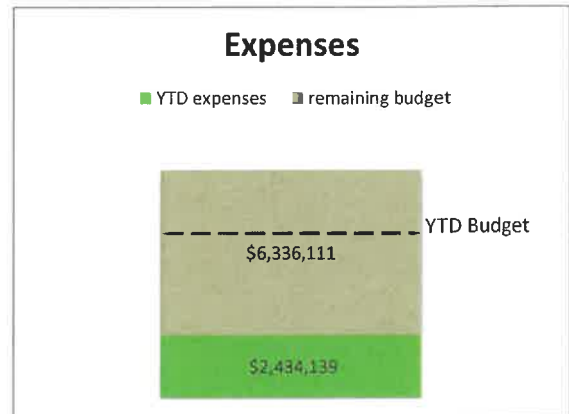 Expenses
YTD expenses remaining budget
YTD Budget
$6,336,111
$2,434,139